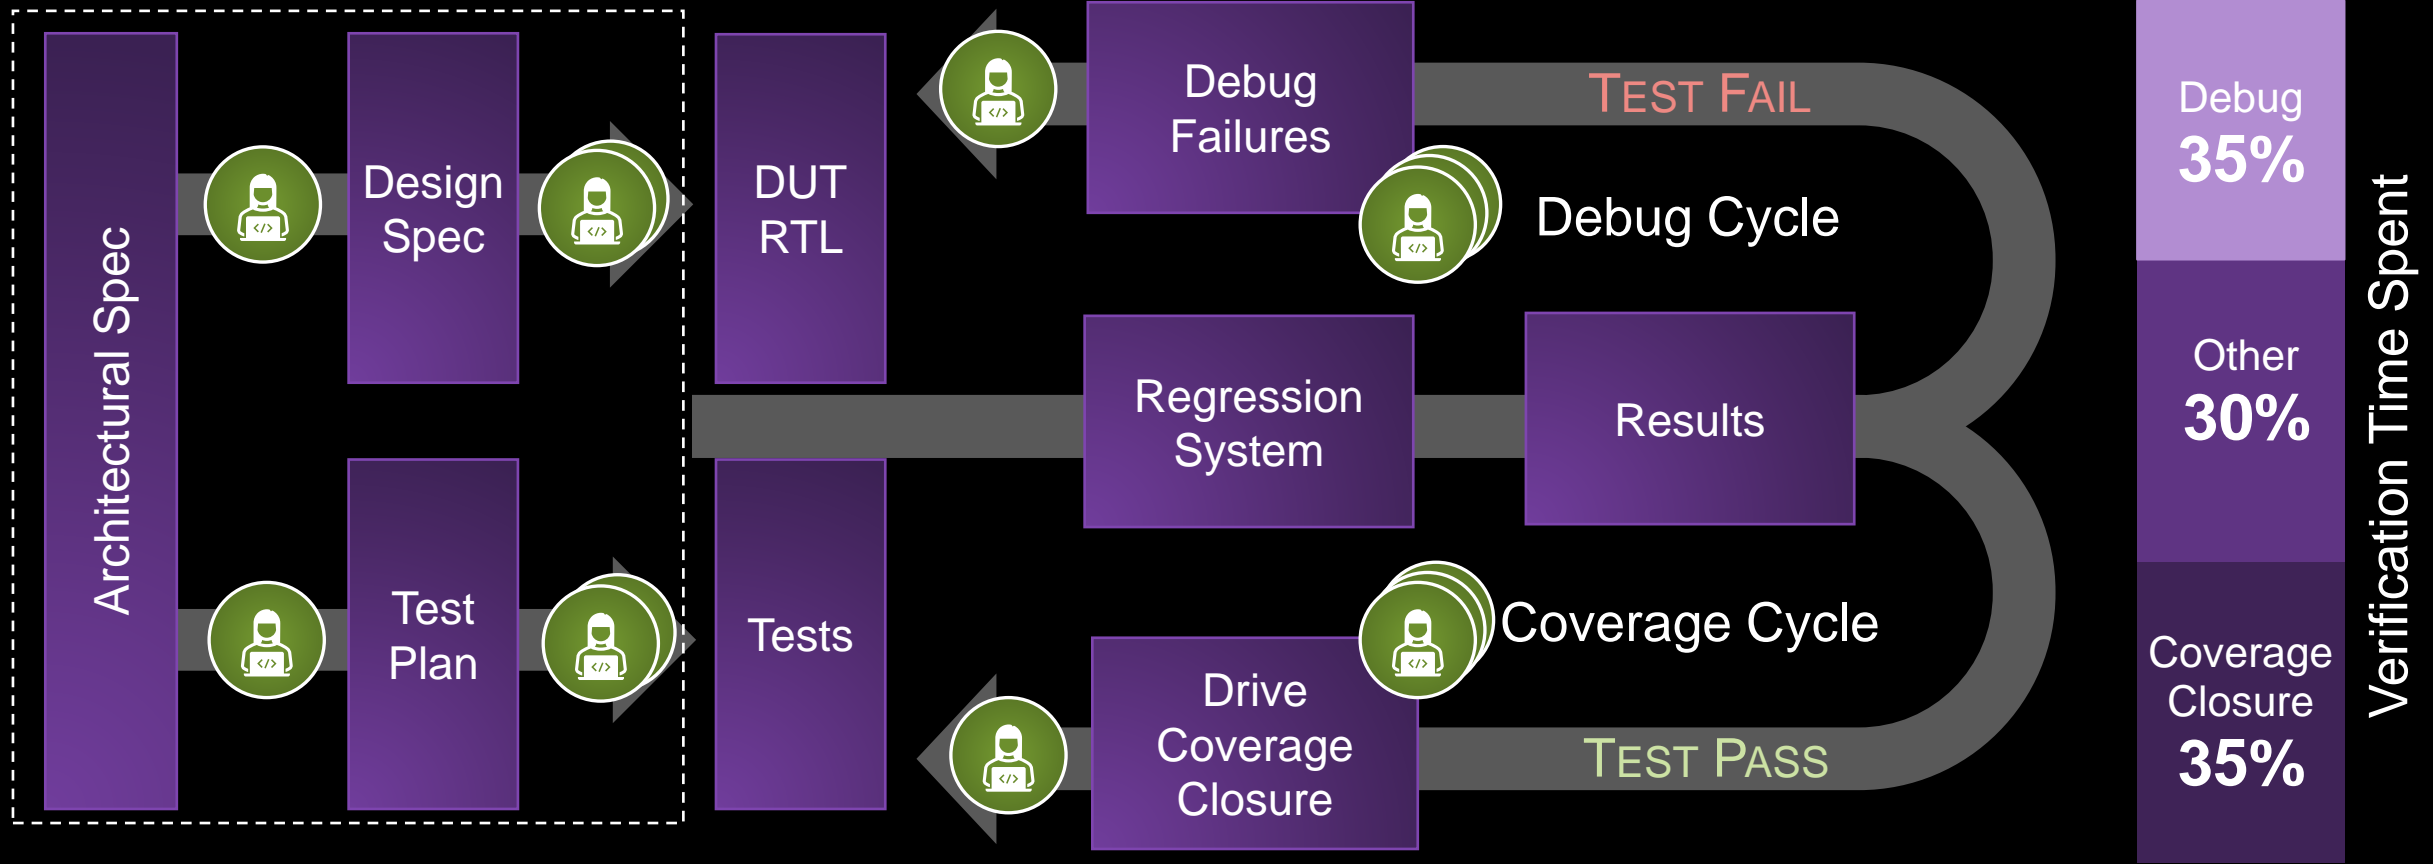 Architectural Spec
Design
Spec
Test
Plan
DUT
RTL
Tests
Debug
Failures
TEST FAIL
Debug Cycle
Regression
System
Results
Coverage Cycle
Drive
Coverage
Closure
TEST PASS
Debug
35%
Other
30%
Coverage
Closure
35%
Verification Time Spent